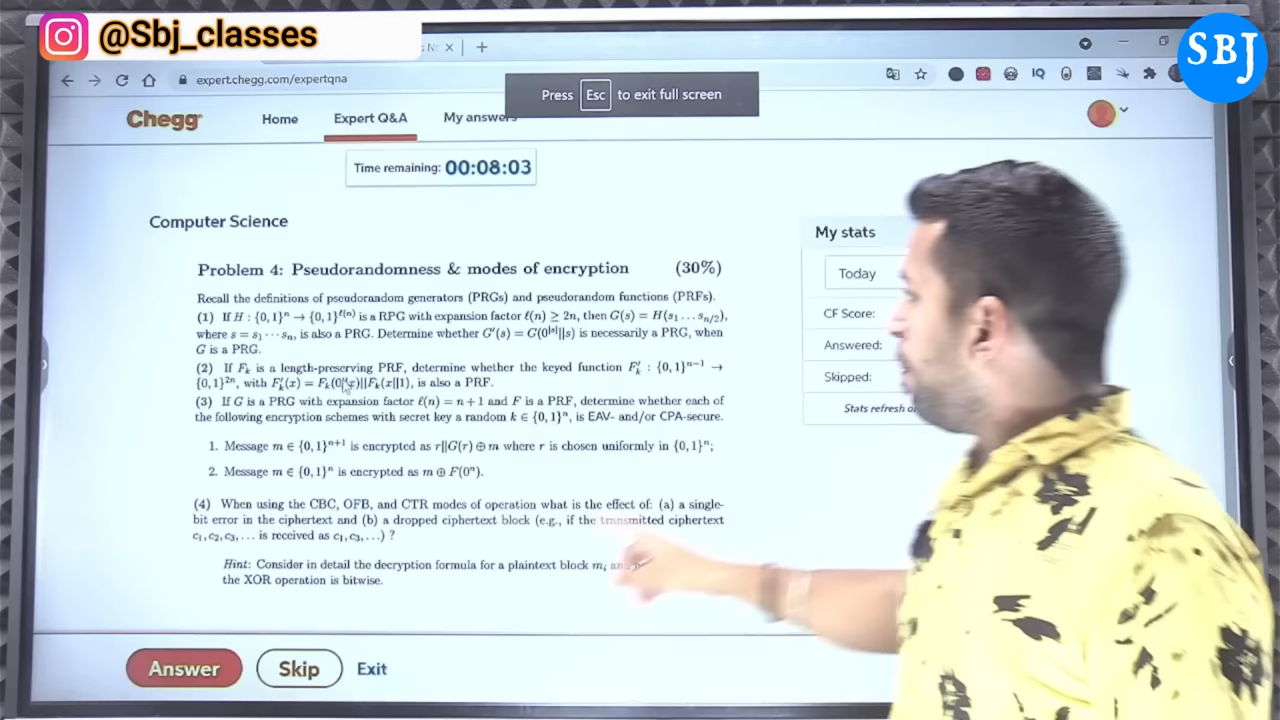 @Sbj_classes
SBJ
expert.chegg.com/expertqna
IQ
Press Esc to exit full screen
Chegg
Home
Expert Q&A
My answers
Time remaining: 00:08:03
Computer Science
My stats
Today
CF Score:
Answered:
Skipped:
Stats refresh
Problem 4: Pseudorandomness & modes of encryption (30%)
Recall the definitions of pseudorandom generators (PRGs) and pseudorandom functions (PRFs).
(1) If H : {0, 1}ⁿ → {0, 1}^ℓ(n) is a RPG with expansion factor ℓ(n) ≥ 2n, then G(s) = H(s₁ . . . sₙ/₂),
where s = s₁ · · · sₙ, is also a PRG. Determine whether G′(s) = G(0^|s|||s) is necessarily a PRG, when
G is a PRG.
(2) If Fₖ is a length-preserving PRF, determine whether the keyed function F′ₖ : {0, 1}ⁿ⁻¹ →
{0, 1}²ⁿ, with F′ₖ(x) = Fₖ(0||x)||Fₖ(x||1), is also a PRF.
(3) If G is a PRG with expansion factor ℓ(n) = n + 1 and F is a PRF, determine whether each of
the following encryption schemes with secret key a random k ∈ {0, 1}ⁿ, is EAV- and/or CPA-secure.
1. Message m ∈ {0, 1}ⁿ⁺¹ is encrypted as r||G(r) ⊕ m where r is chosen uniformly in {0, 1}ⁿ;
2. Message m ∈ {0, 1}ⁿ is encrypted as m ⊕ F(0ⁿ).
(4) When using the CBC, OFB, and CTR modes of operation what is the effect of: (a) a single-
bit error in the ciphertext and (b) a dropped ciphertext block (e.g., if the transmitted ciphertext
c₁, c₂, c₃, . . . is received as c₁, c₃, . . .) ?
Hint: Consider in detail the decryption formula for a plaintext block mᵢ
the XOR operation is bitwise.
Answer
Skip
Exit